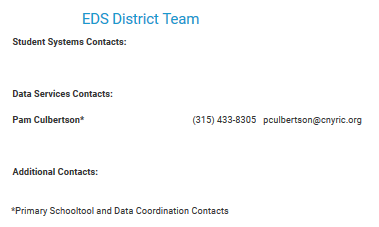 EDS District Team
Student Systems Contacts:
Data Services Contacts:
Pam Culbertson* (315) 433-8305 pculbertson@cnyric.org
Additional Contacts:
*Primary Schooltool and Data Coordination Contacts